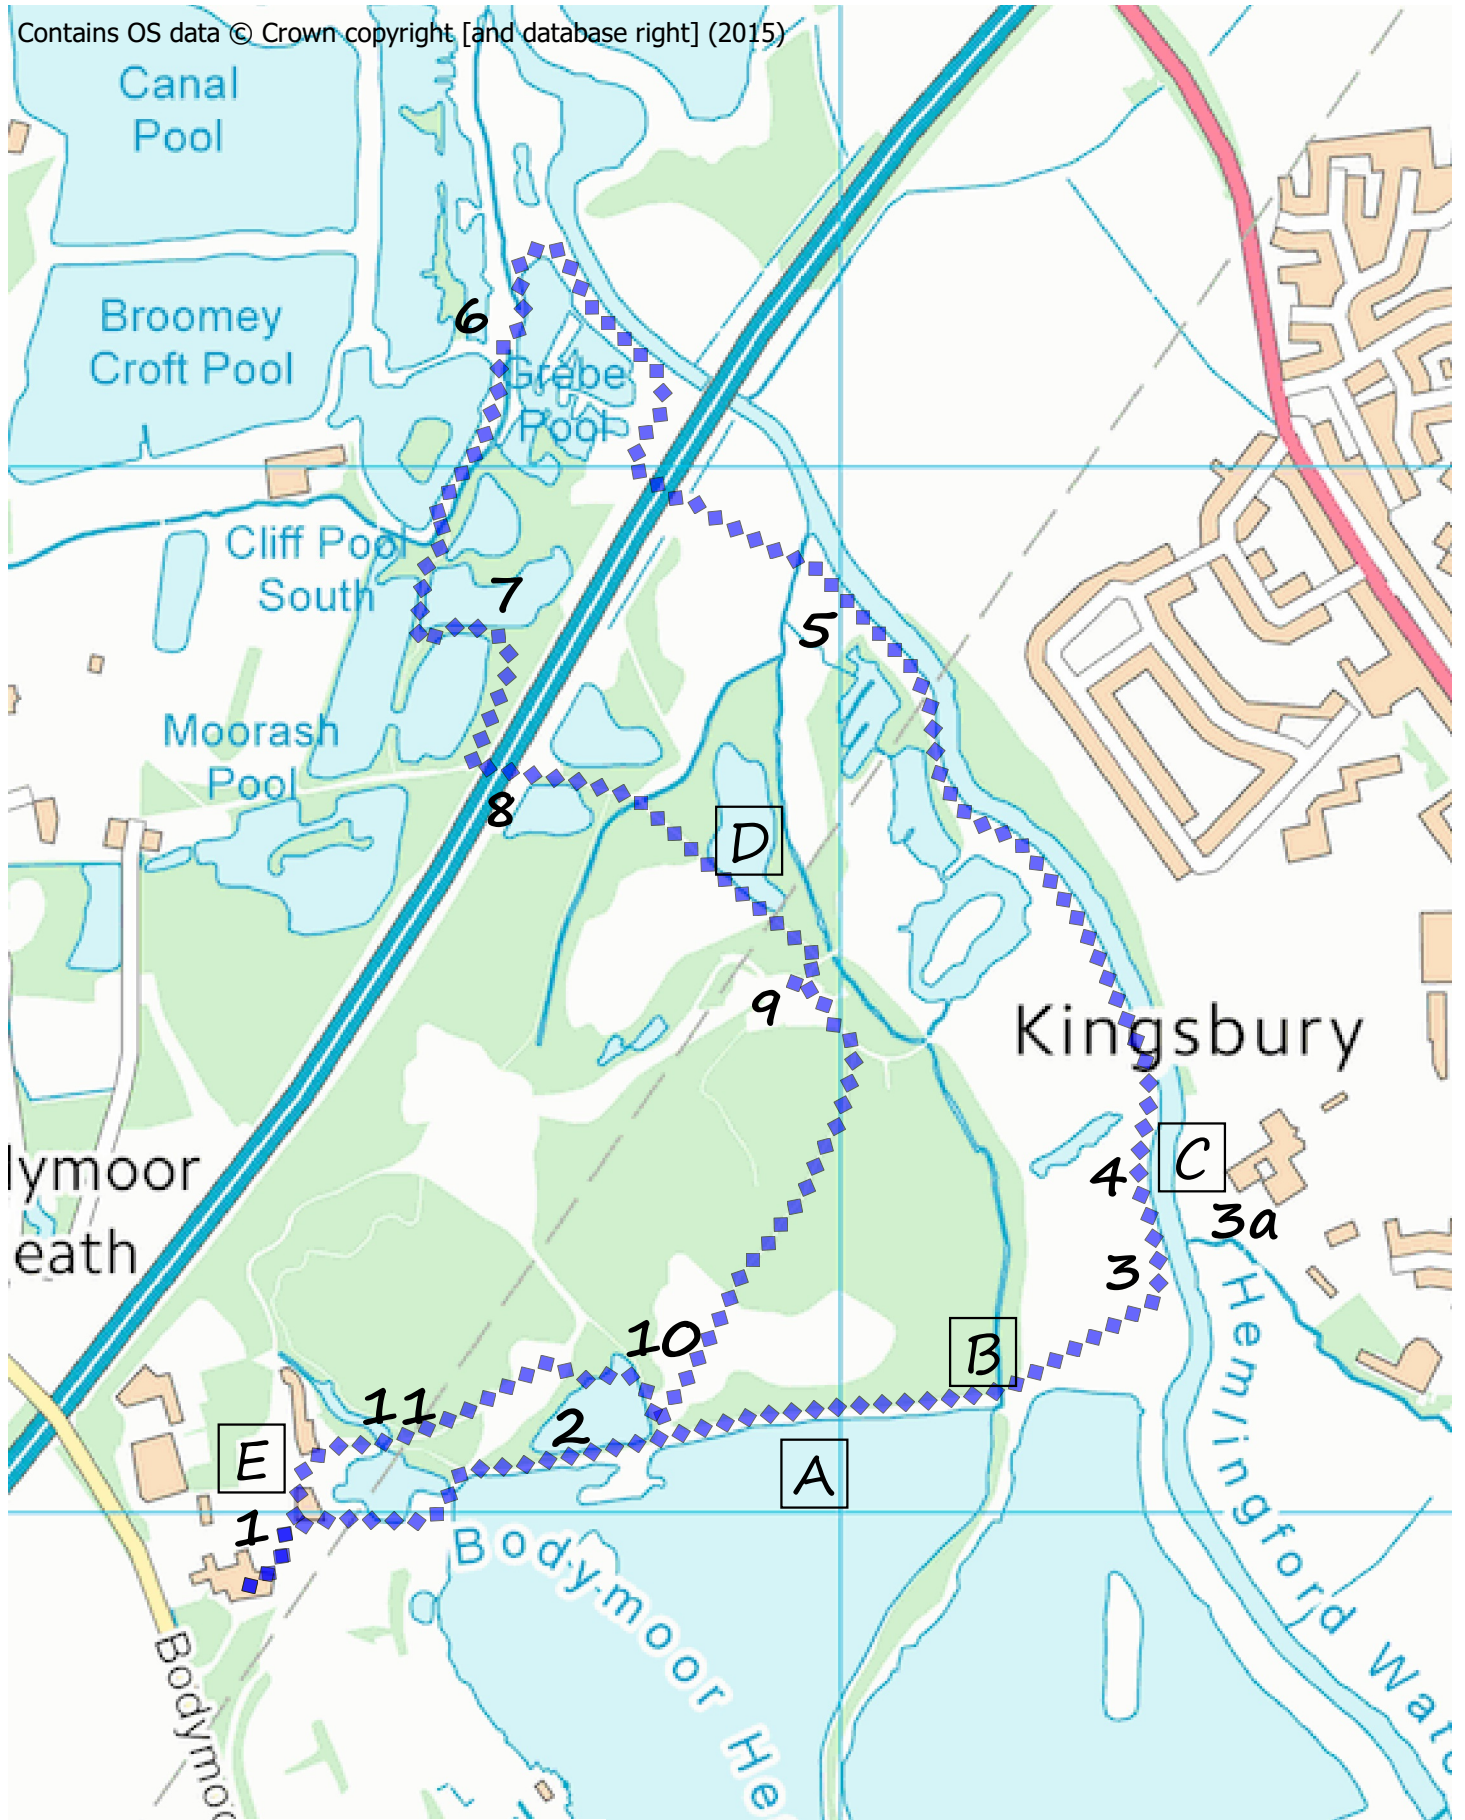 Contains OS data © Crown copyright [and database right] (2015)
Canal
Pool
6
Broomey
Croft Pool
Grebe
Pool
Cliff Pool
South
7
5
Moorash
Pool
8
D
9
Kingsbury
lymoor
eath
4
C
3a
3
Hemlingford Wate
10
B
11
2
E
A
1
Bodymoor He
Bodymoo